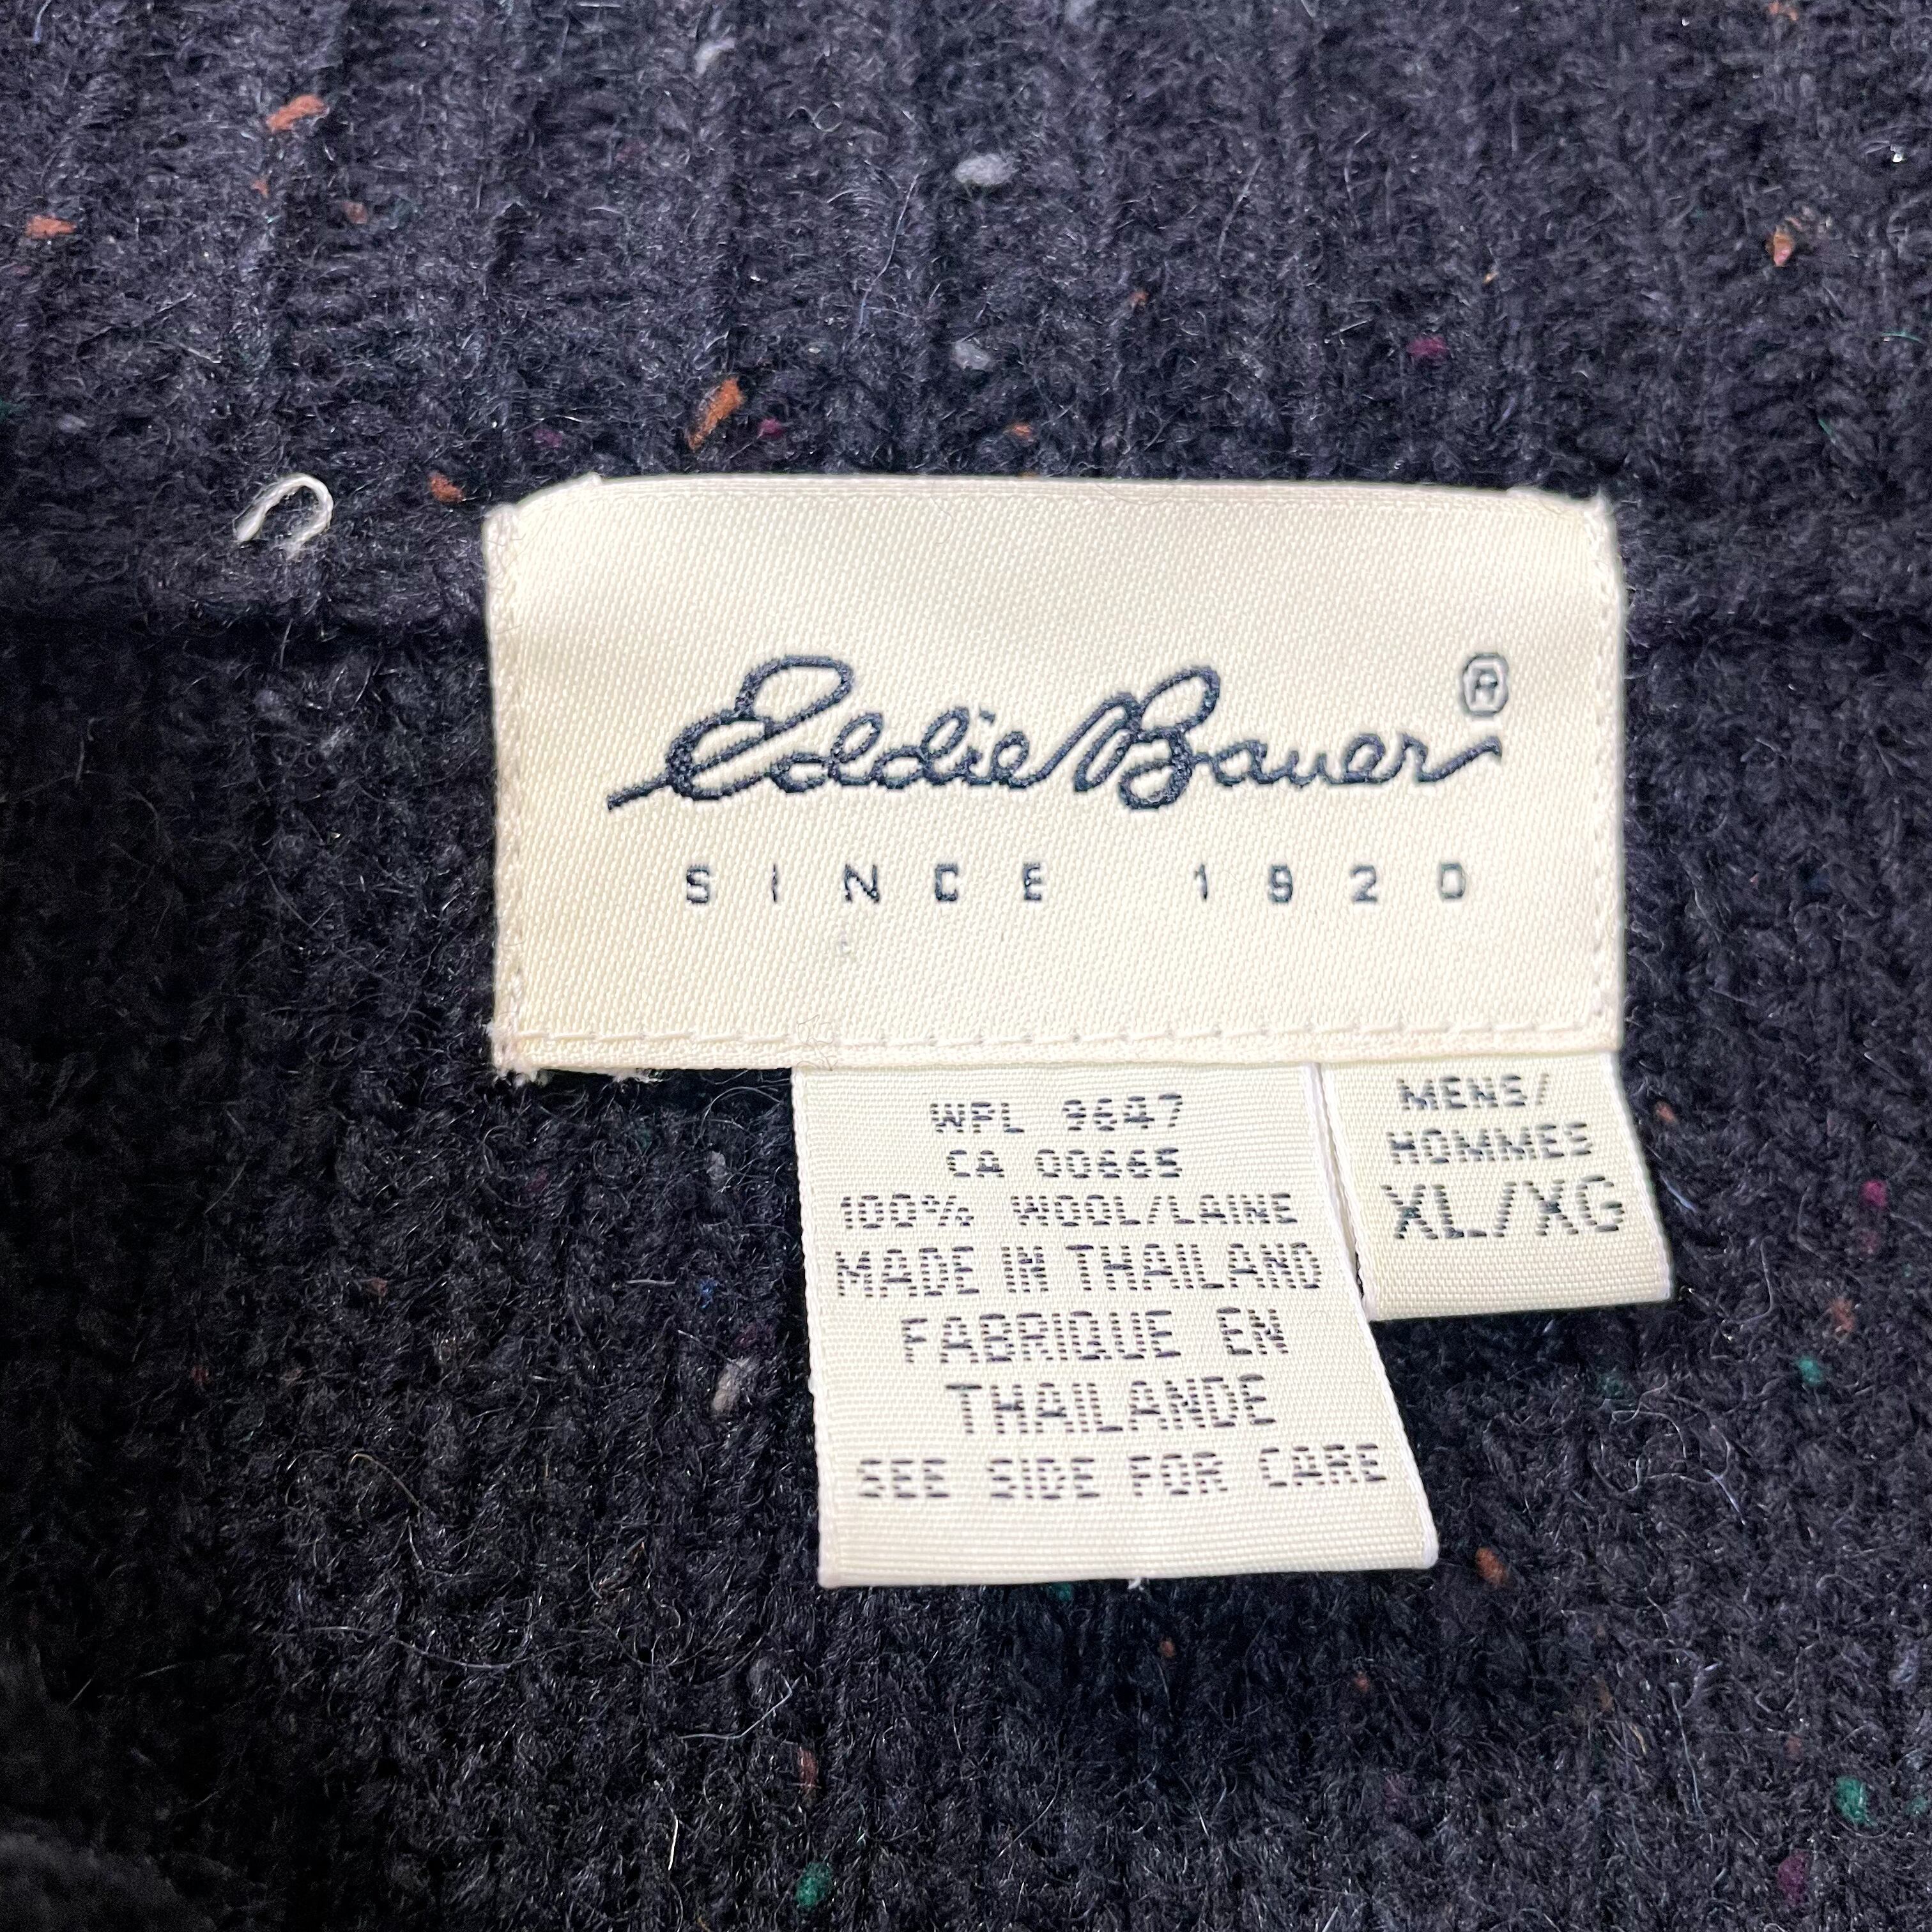 Eddie Bauer®
SINCE 1920
WPL 9647
CA 00665
100% WOOL/LAINE
MADE IN THAILAND
FABRIQUE EN
THAILANDE
SEE SIDE FOR CARE
MENS/
HOMMES
XL/XG